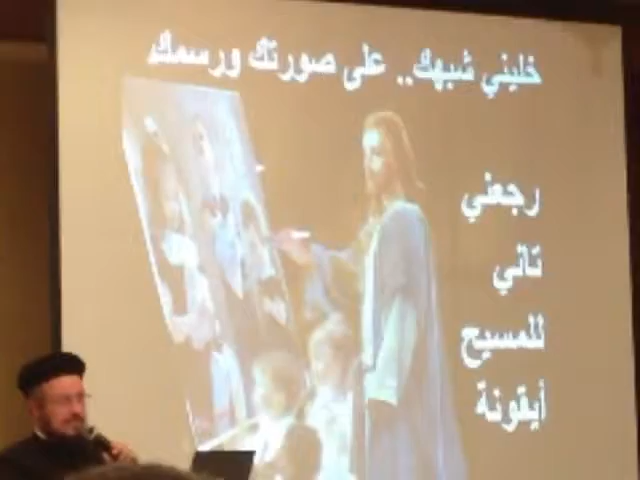 خليني شبهك.. على صورتك ورسمك
رجعني
تاني
للمسيح
أيقونة